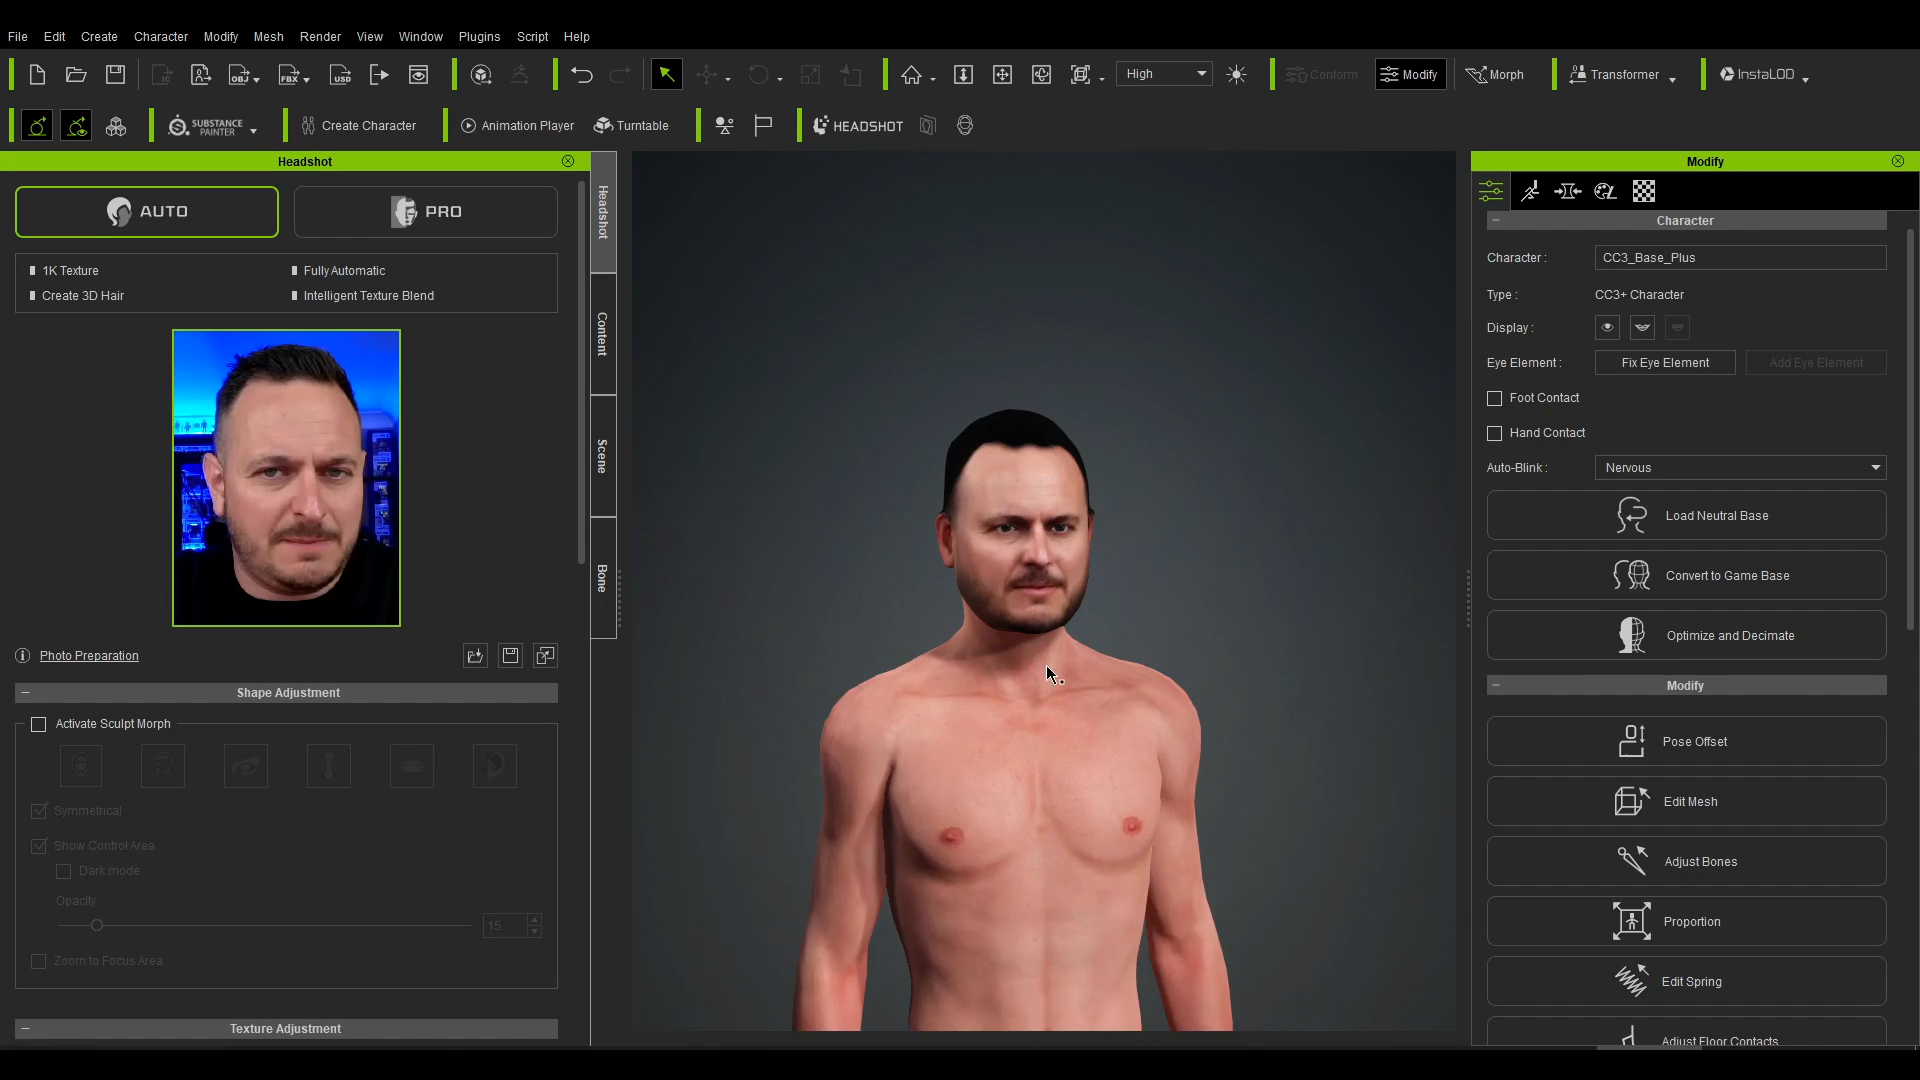 File Edit Create Character Modify Mesh Render View Window Plugins Script Help
OBJ FBX USD High Conform Modify Morph Transformer InstaLOD
SUBSTANCE PAINTER Create Character Animation Player Turntable HEADSHOT
Headshot
AUTO PRO
1K Texture Fully Automatic
Create 3D Hair Intelligent Texture Blend
Photo Preparation
Shape Adjustment
Activate Sculpt Morph
Symmetrical
Show Control Area
Dark mode
Opacity
15
Zoom to Focus Area
Texture Adjustment
Headshot
Content
Scene
Bone
Modify
Character
Character : CC3_Base_Plus
Type : CC3+ Character
Display :
Eye Element : Fix Eye Element Add Eye Element
Foot Contact
Hand Contact
Auto-Blink : Nervous
Load Neutral Base
Convert to Game Base
Optimize and Decimate
Modify
Pose Offset
Edit Mesh
Adjust Bones
Proportion
Edit Spring
Adjust Floor Contacts